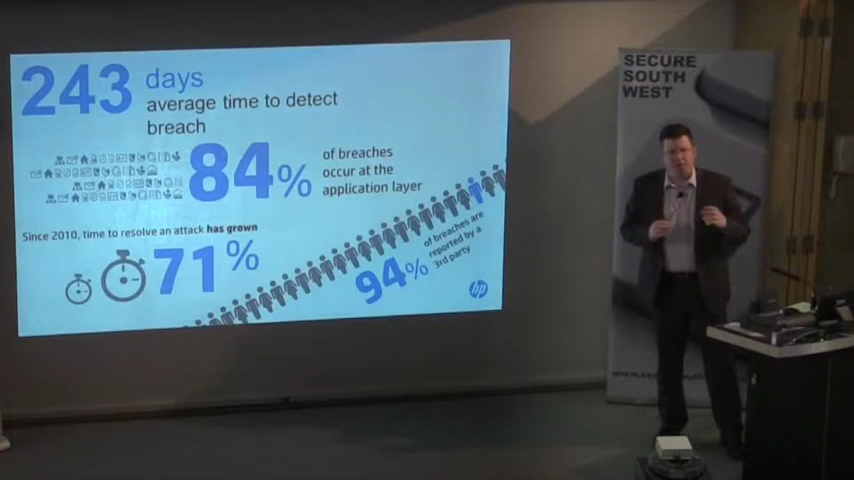 243 days
average time to detect
breach
84%
of breaches
occur at the
application layer
Since 2010, time to resolve an attack has grown
71%
94%
of breaches are
reported by a
3rd party
hp
SECURE
SOUTH
WEST